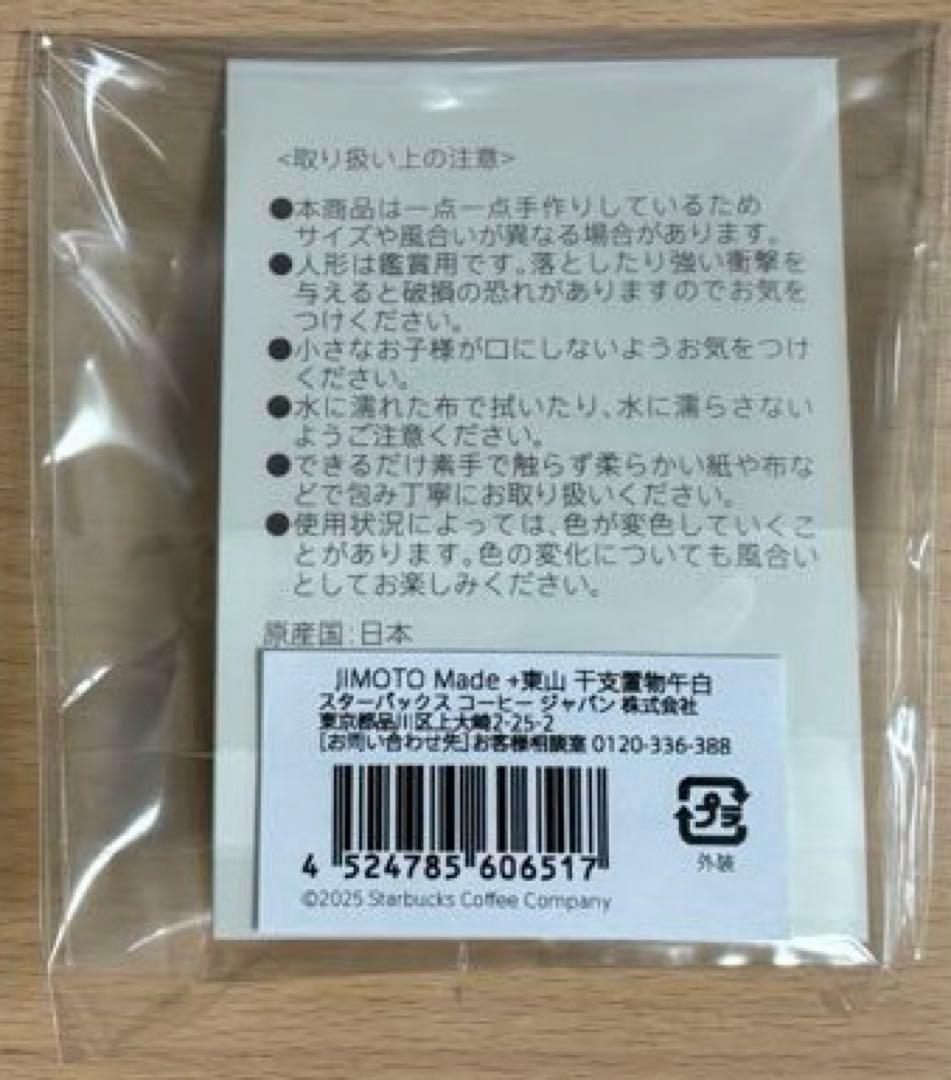 <取り扱い上の注意>
●本商品は一点一点手作りしているため
サイズや風合いが異なる場合があります。
●人形は鑑賞用です。落としたり強い衝撃を
与えると破損の恐れがありますのでお気を
つけください。
●小さなお子様が口にしないようお気をつけ
ください。
●水に濡れた布で拭いたり、水に濡らさない
ようご注意ください。
●できるだけ素手で触らず柔らかい紙や布な
どで包み丁寧にお取り扱いください。
●使用状況によっては、色が変色していくこ
とがあります。色の変化についても風合い
としてお楽しみください。
原産国:日本
JIMOTO Made +東山 干支置物午白
スターバックス コーヒー ジャパン 株式会社
東京都品川区上大崎2-25-2
[お問い合わせ先]お客様相談室 0120-336-388
プラ
外装
4 524785 606517
©2025 Starbucks Coffee Company